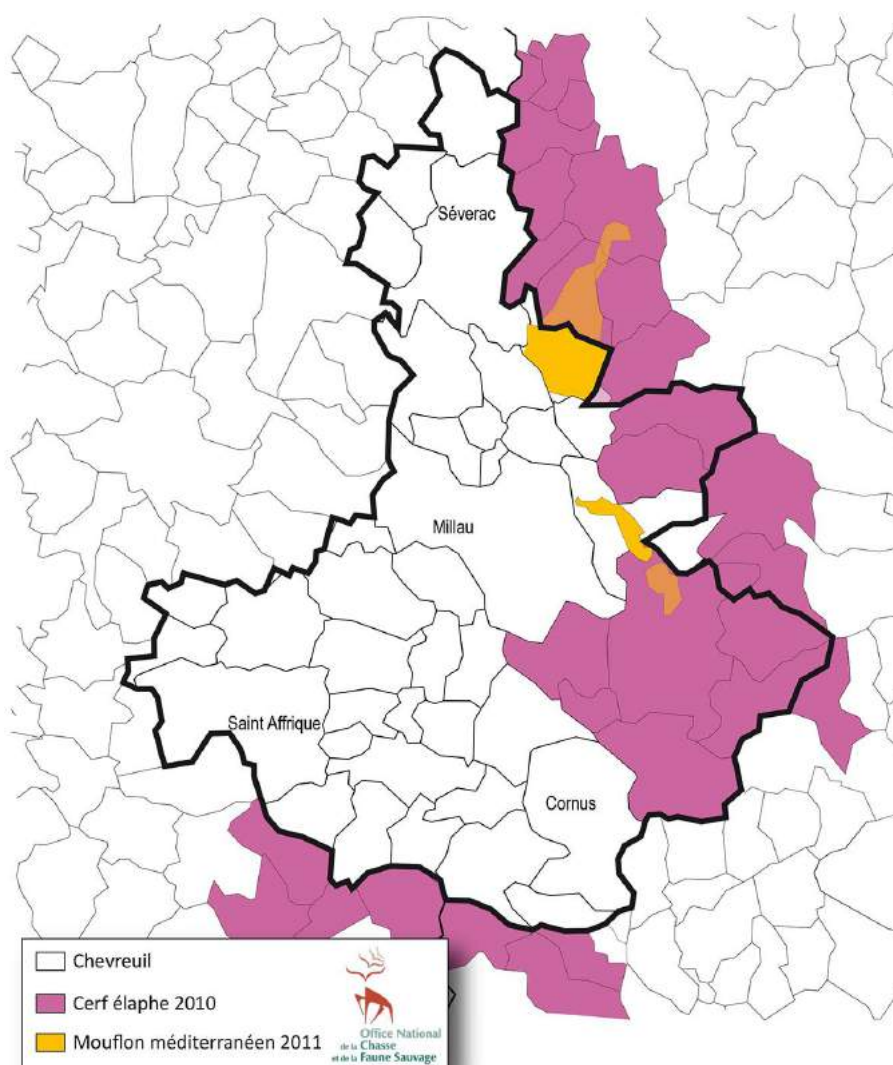 Séverac
Millau
Saint Affrique
Cornus
Chevreuil
Cerf élaphe 2010
Mouflon méditerranéen 2011
Office National
de la Chasse
et de la Faune Sauvage